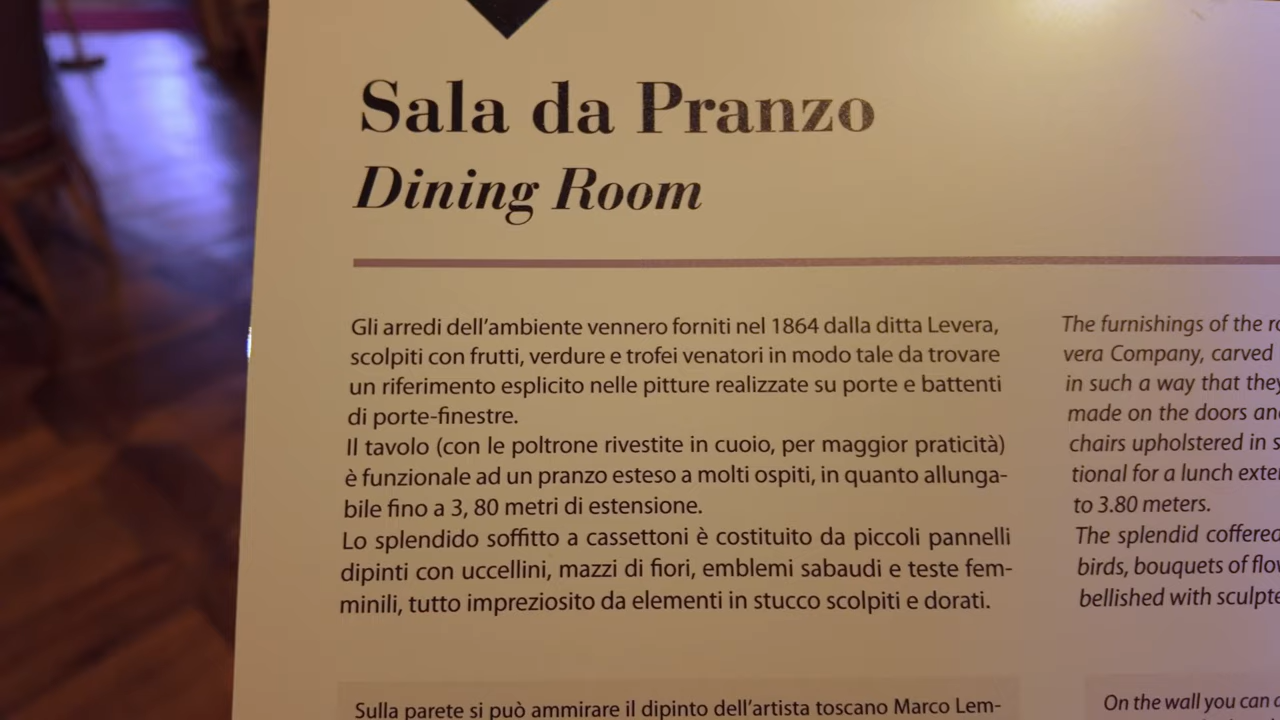 Sala da Pranzo
Dining Room
Gli arredi dell'ambiente vennero forniti nel 1864 dalla ditta Levera,
scolpiti con frutti, verdure e trofei venatori in modo tale da trovare
un riferimento esplicito nelle pitture realizzate su porte e battenti
di porte-finestre.
Il tavolo (con le poltrone rivestite in cuoio, per maggior praticità)
è funzionale ad un pranzo esteso a molti ospiti, in quanto allunga-
bile fino a 3, 80 metri di estensione.
Lo splendido soffitto a cassettoni è costituito da piccoli pannelli
dipinti con uccellini, mazzi di fiori, emblemi sabaudi e teste fem-
minili, tutto impreziosito da elementi in stucco scolpiti e dorati.
Sulla parete si può ammirare il dipinto dell'artista toscano Marco Lem-
The furnishings of the
vera Company, carved
in such a way that they
made on the doors
chairs upholstered in
tional for a lunch
to 3.80 meters.
The splendid coffered
birds, bouquets of
bellished with
On the wall you can